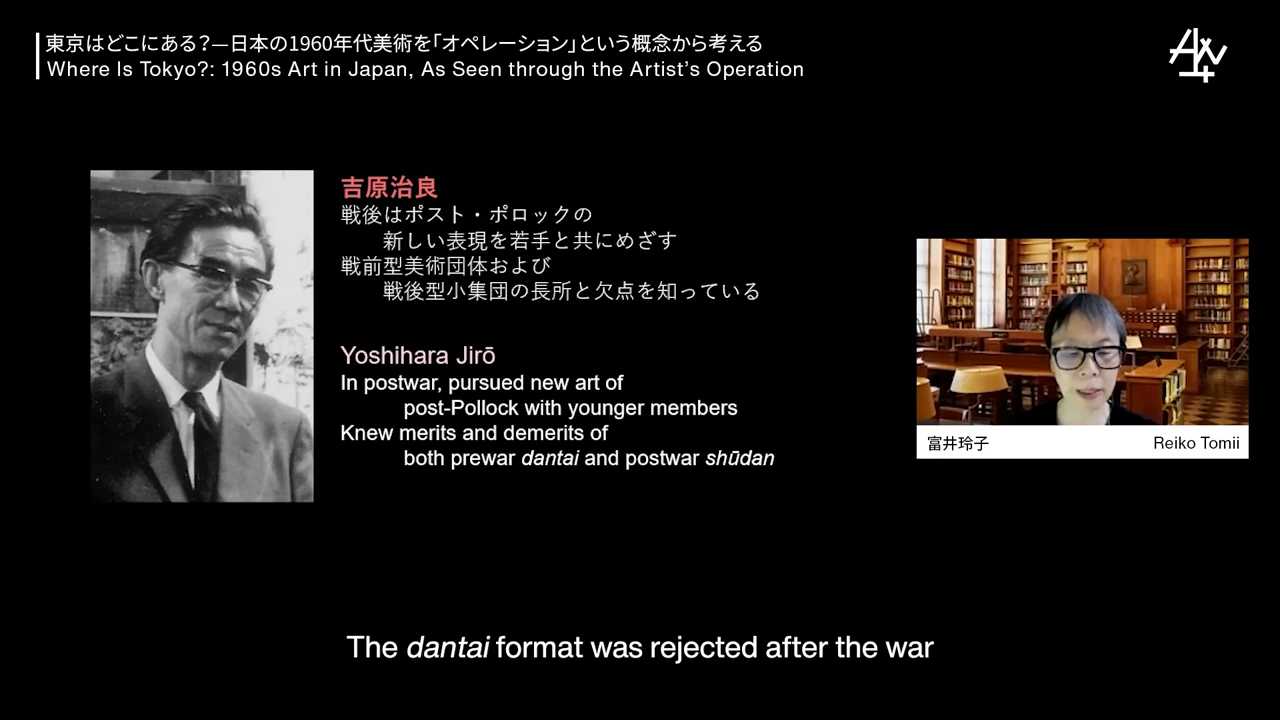 東京はどこにある？―日本の1960年代美術を「オペレーション」という概念から考える
Where Is Tokyo?: 1960s Art in Japan, As Seen through the Artist's Operation
吉原治良
戦後はポスト・ポロックの
新しい表現を若手と共にめざす
戦前型美術団体および
戦後型小集団の長所と欠点を知っている
Yoshihara Jirō
In postwar, pursued new art of
post-Pollock with younger members
Knew merits and demerits of
both prewar dantai and postwar shūdan
富井玲子 Reiko Tomii
The dantai format was rejected after the war